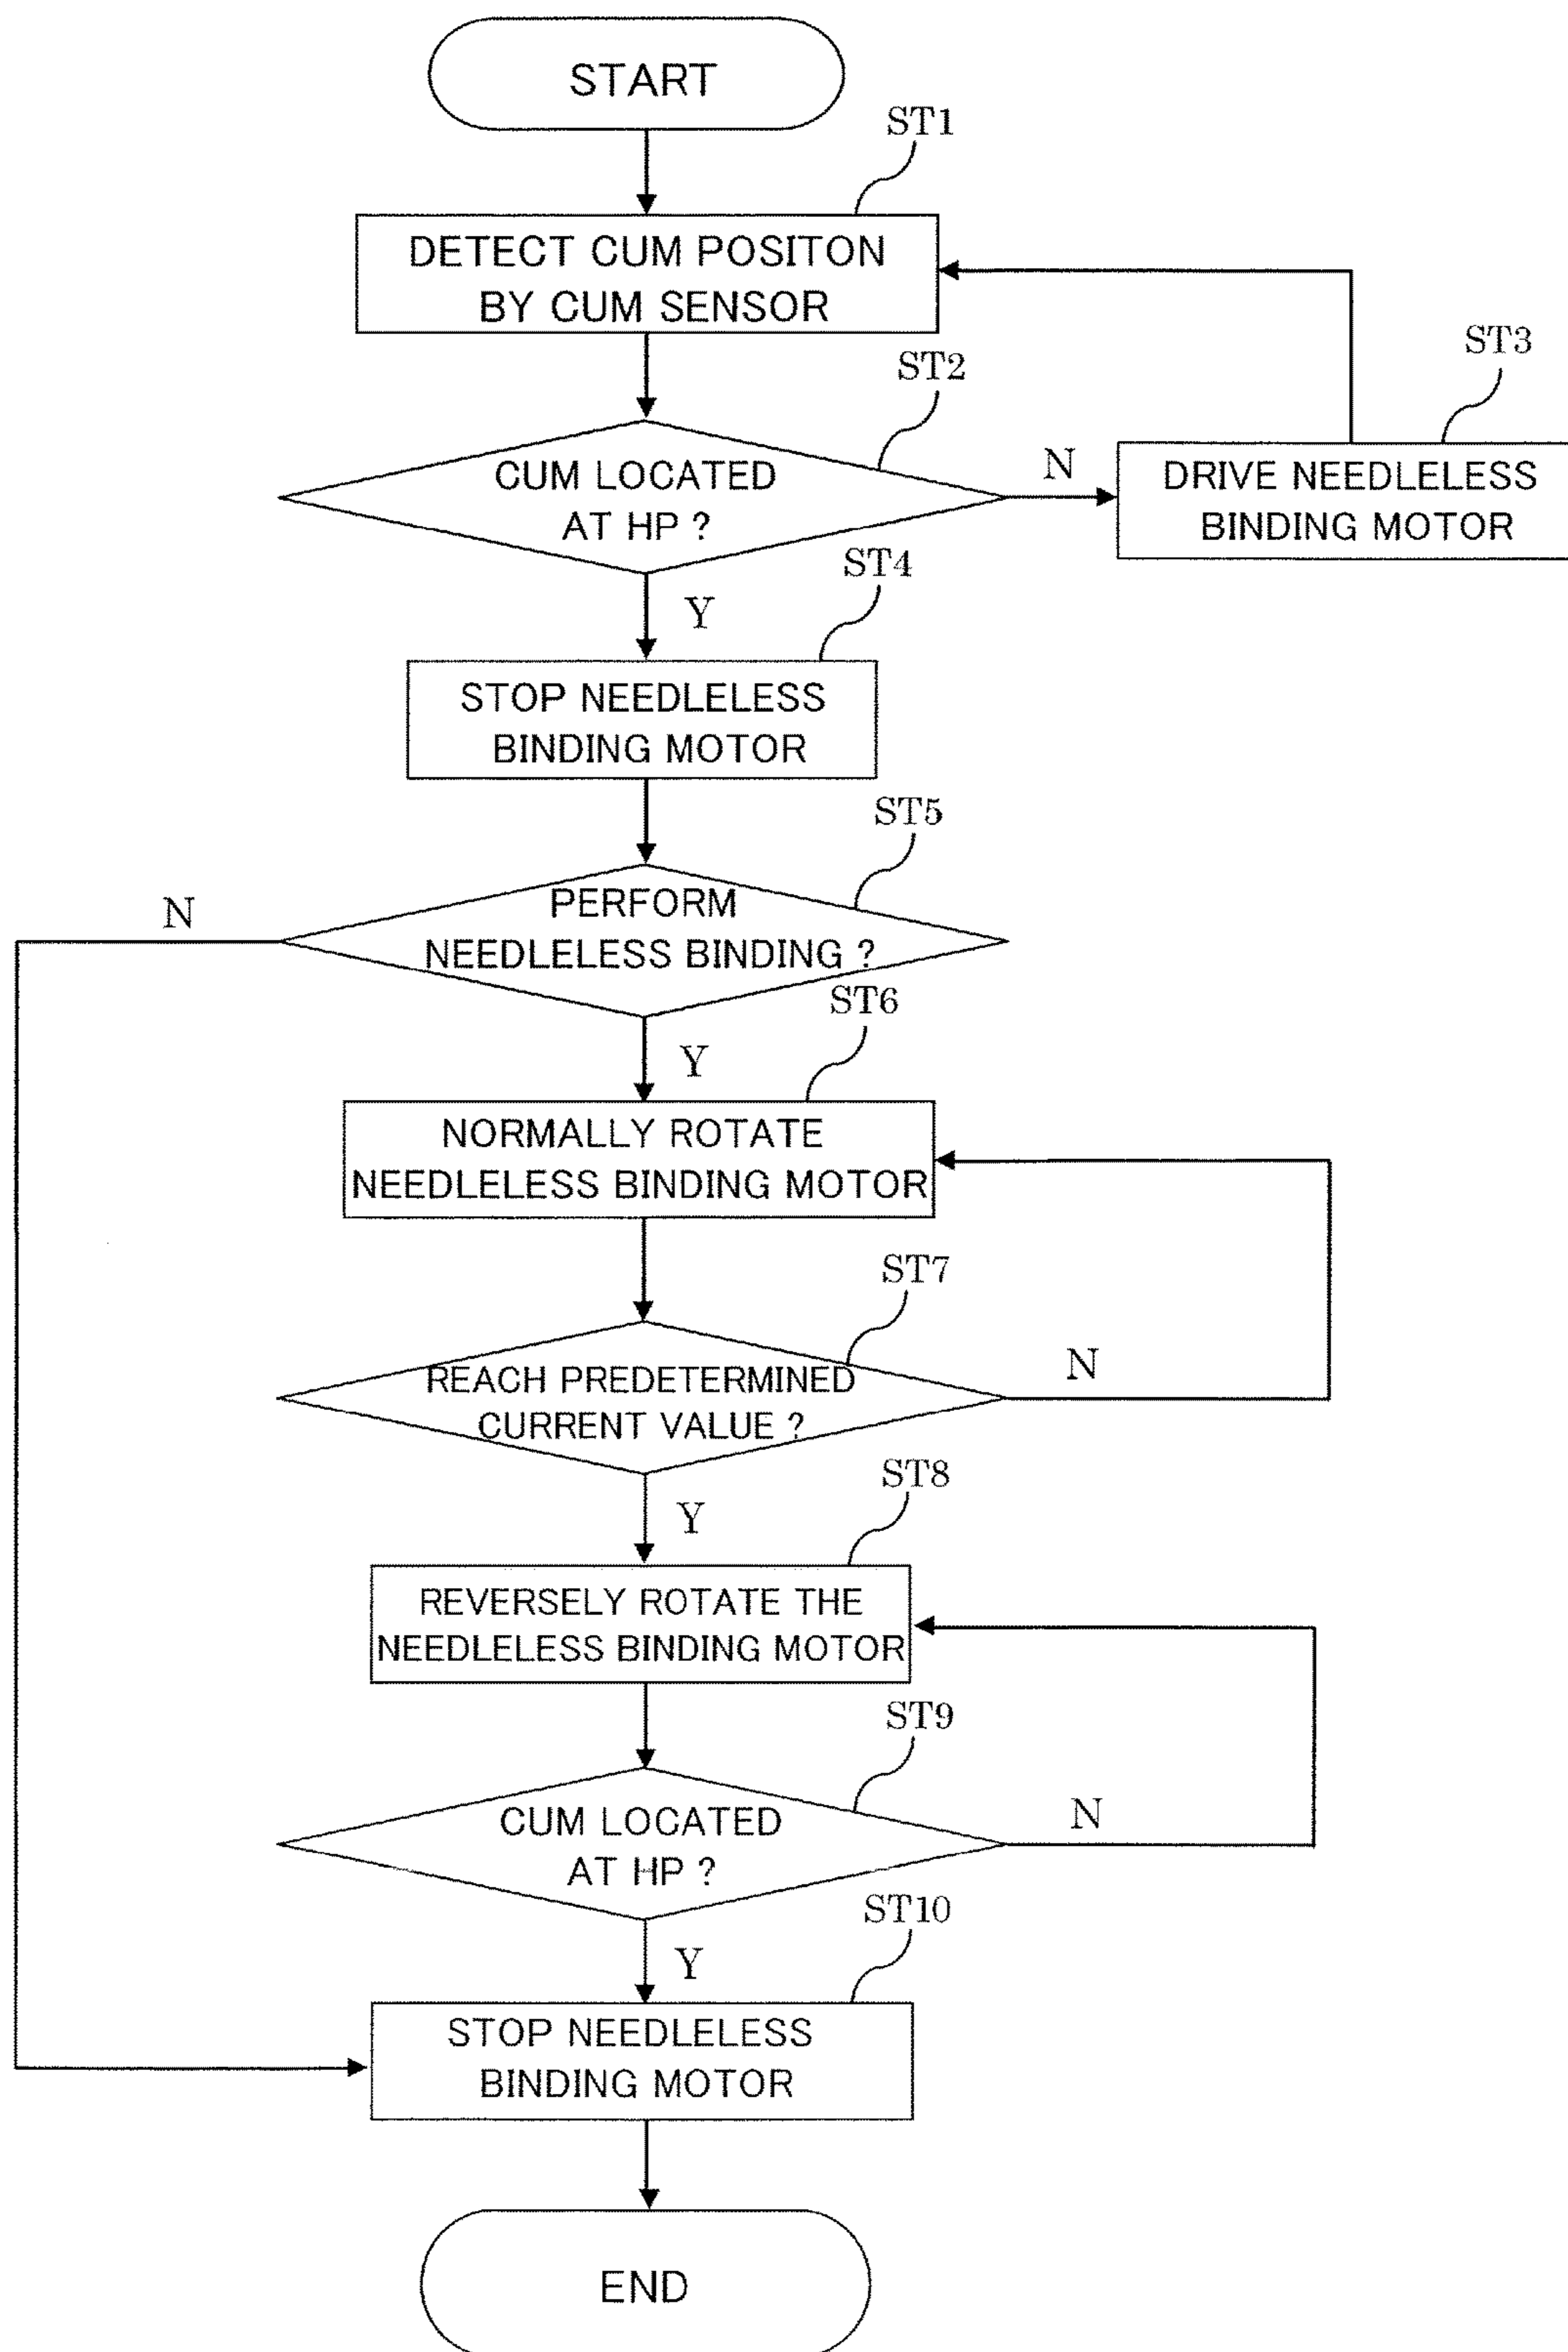 START
ST1
DETECT CUM POSITON
BY CUM SENSOR
ST2
CUM LOCATED
AT HP ?
N
ST3
DRIVE NEEDLELESS
BINDING MOTOR
Y
ST4
STOP NEEDLELESS
BINDING MOTOR
ST5
PERFORM
NEEDLELESS BINDING ?
N
Y
ST6
NORMALLY ROTATE
NEEDLELESS BINDING MOTOR
ST7
REACH PREDETERMINED
CURRENT VALUE ?
N
Y
ST8
REVERSELY ROTATE THE
NEEDLELESS BINDING MOTOR
ST9
CUM LOCATED
AT HP ?
N
Y
ST10
STOP NEEDLELESS
BINDING MOTOR
END